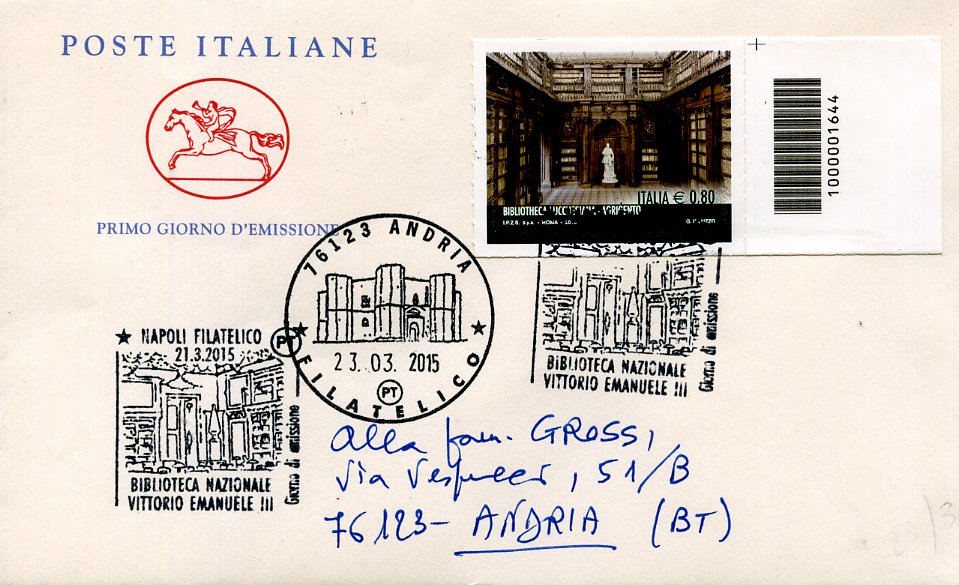 POSTE ITALIANE
PRIMO GIORNO D'EMISSIONE
ITALIA € 0.80
BIBLIOTHECA LUCCHESIANA - AGRIGENTO
I.P.Z.S. S.p.A. - ROMA
1000001644
76123 ANDRIA
23.03.2015
PT
FILATELICO
NAPOLI FILATELICO
21.3.2015
PT
BIBLIOTECA NAZIONALE
VITTORIO EMANUELE III
Giorno di emissione
BIBLIOTECA NAZIONALE
VITTORIO EMANUELE III
Giorno di emissione
Alla fam. GROSSI,
Via Vespucci, 51/B
76123 - ANDRIA (BT)